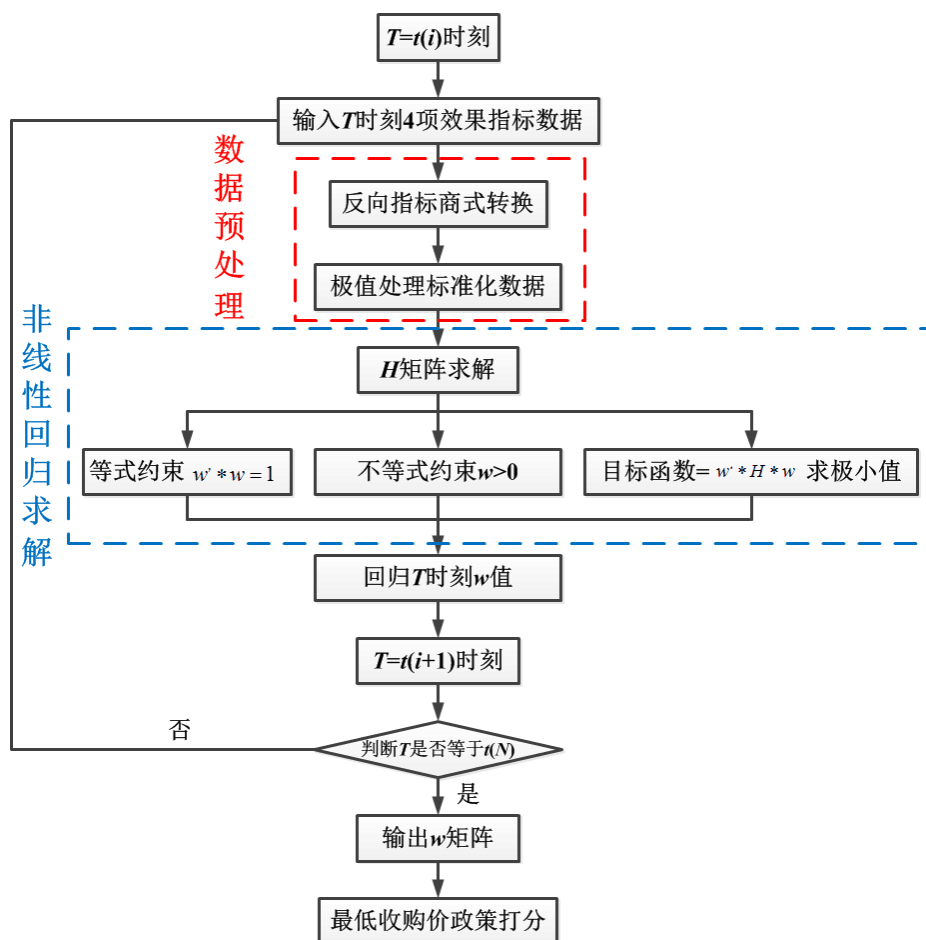 T=t(i)时刻
输入T时刻4项效果指标数据
数据预处理
反向指标商式转换
极值处理标准化数据
非线性回归求解
H矩阵求解
等式约束 w'*w=1
不等式约束w>0
目标函数= w'*H*w 求极小值
回归T时刻w值
T=t(i+1)时刻
否
判断T是否等于t(N)
是
输出w矩阵
最低收购价政策打分